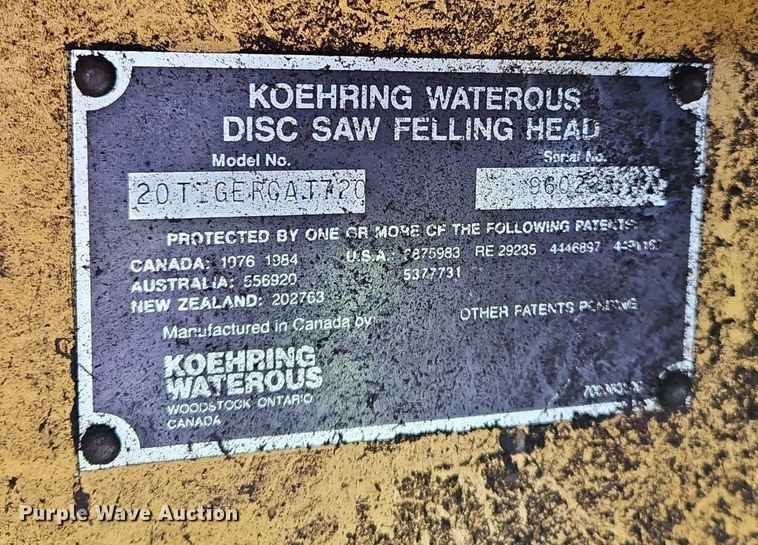 KOEHRING WATEROUS
DISC SAW FELLING HEAD
Model No. Serial No.
20TIGERCAT720
PROTECTED BY ONE OR MORE OF THE FOLLOWING PATENTS:
CANADA: 1976 1984 U.S.A.: 3875983 RE 29235 4446897
AUSTRALIA: 556920 5377731
NEW ZEALAND: 202763
OTHER PATENTS PENDING
Manufactured in Canada by:
KOEHRING
WATEROUS
WOODSTOCK ONTARIO
CANADA
Purple Wave Auction